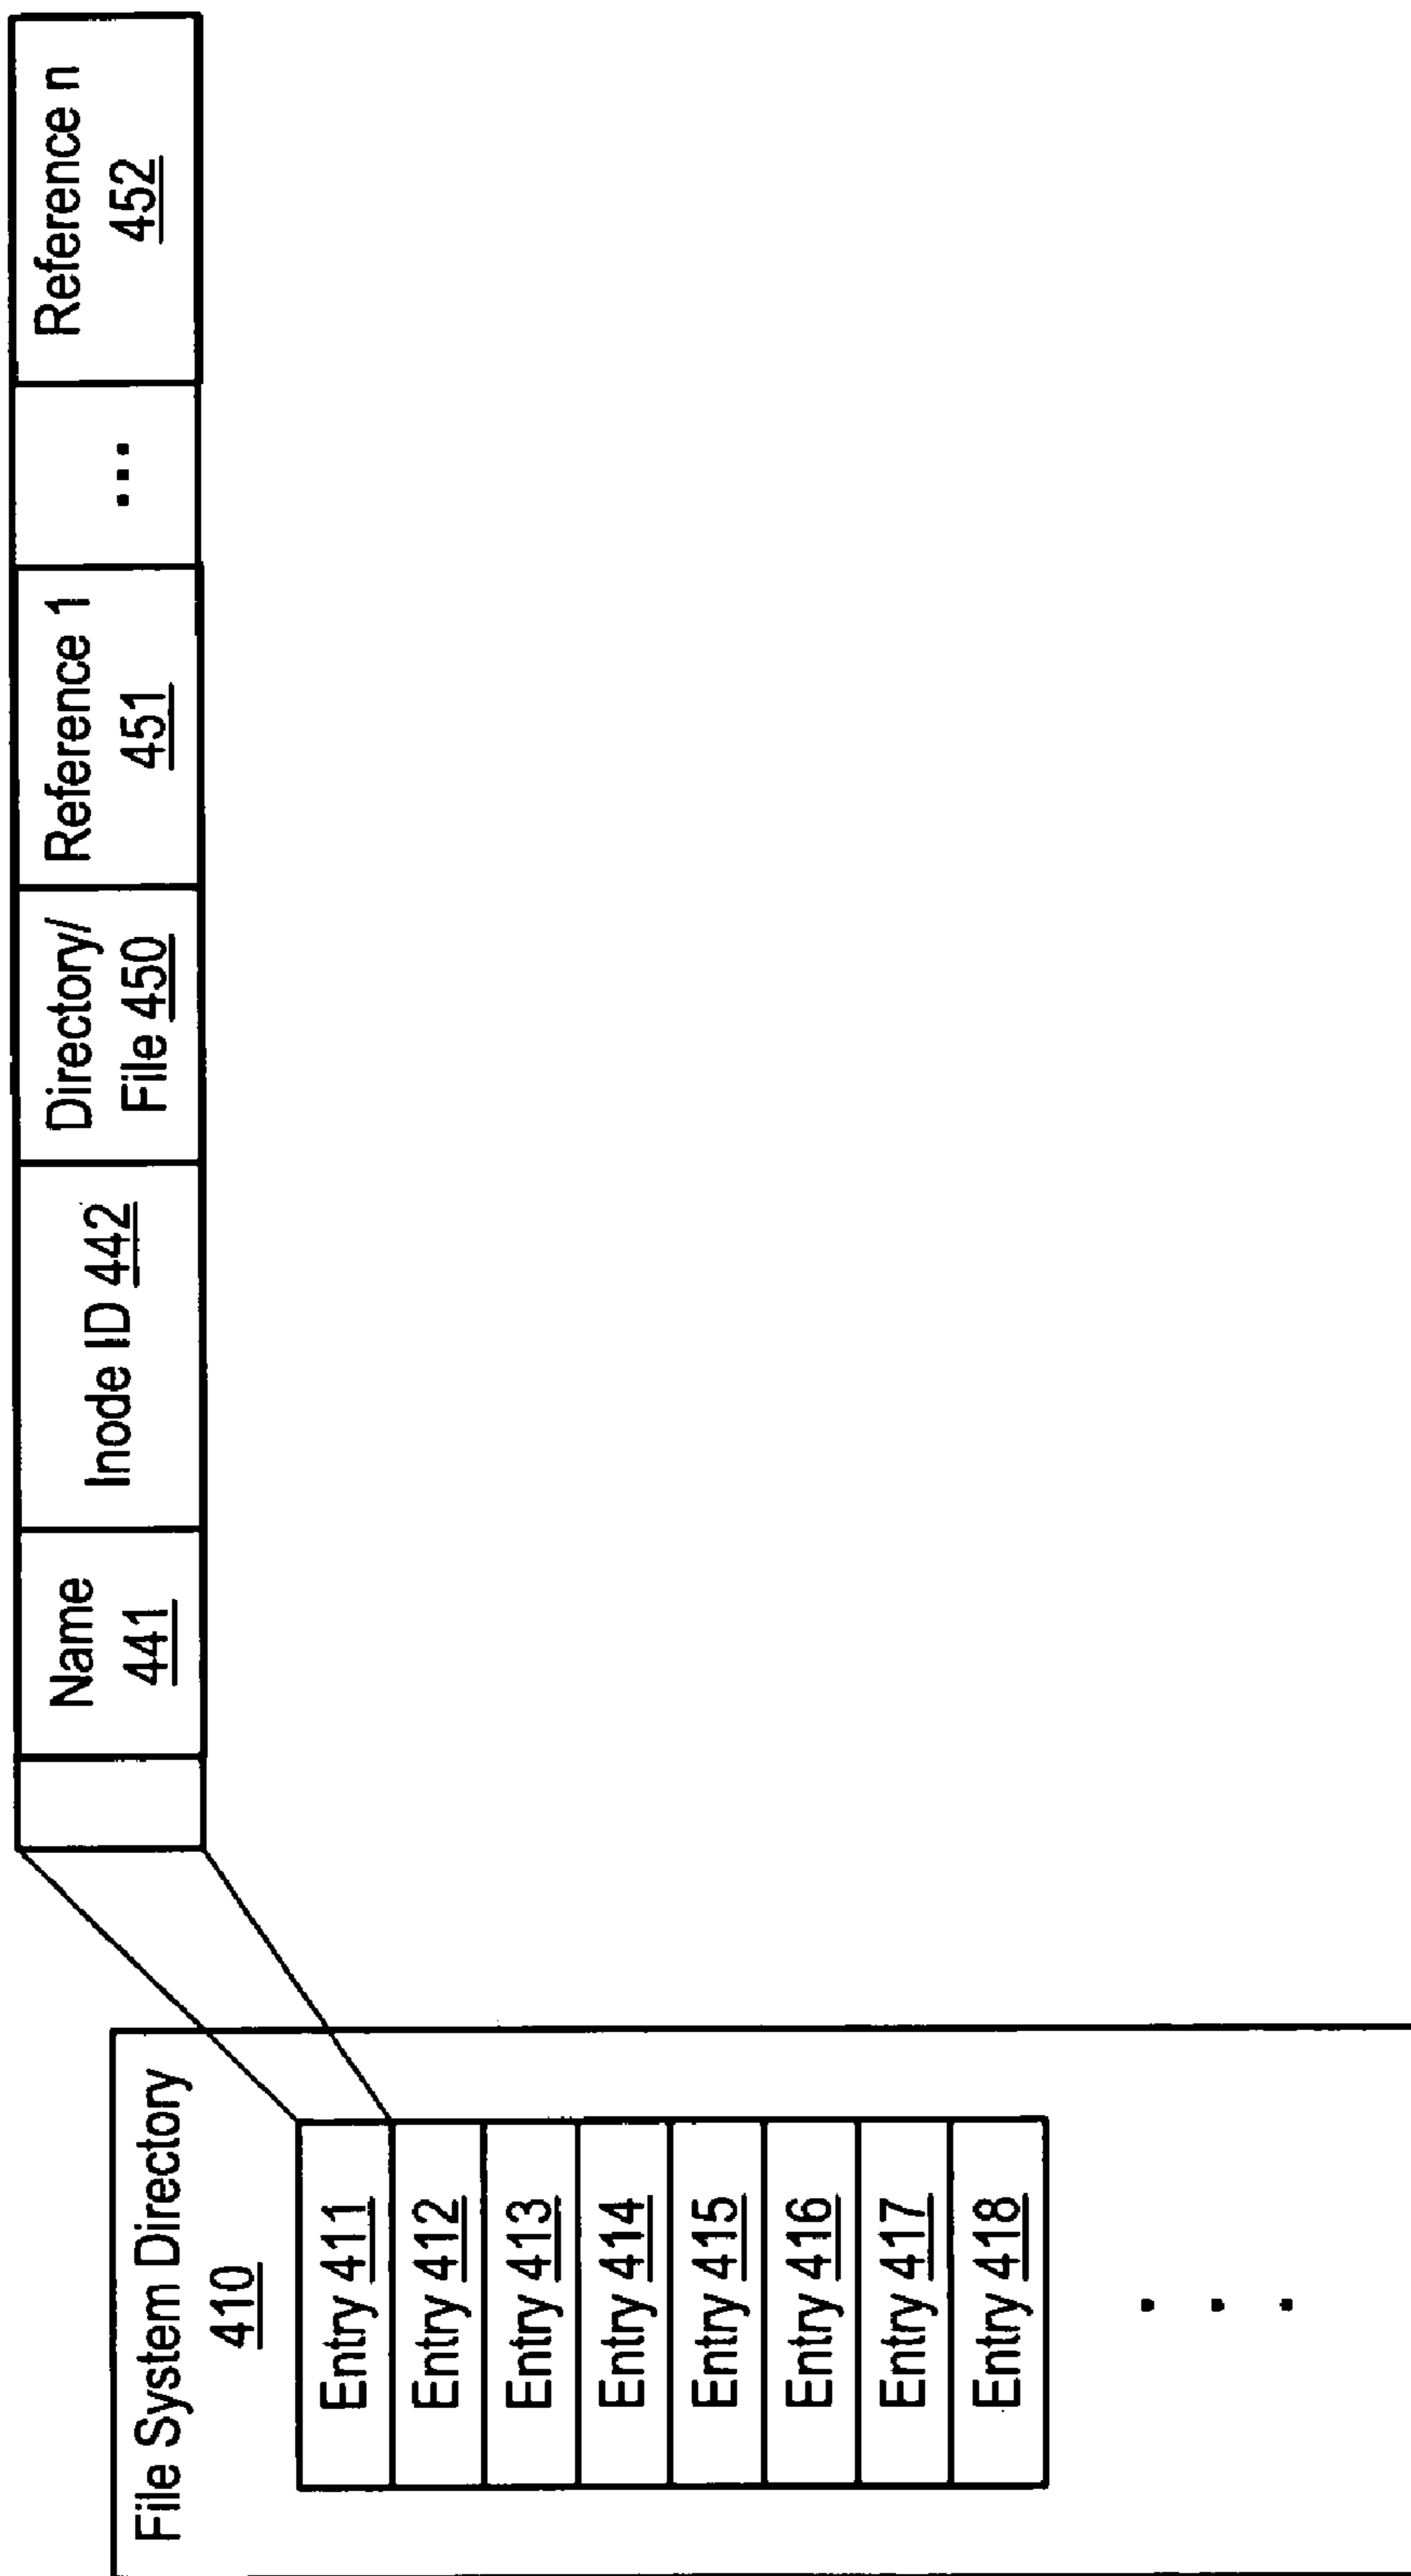 Name
441
Inode ID 442
Directory/
File 450
Reference 1
451
...
Reference n
452
File System Directory
410
Entry 411
Entry 412
Entry 413
Entry 414
Entry 415
Entry 416
Entry 417
Entry 418